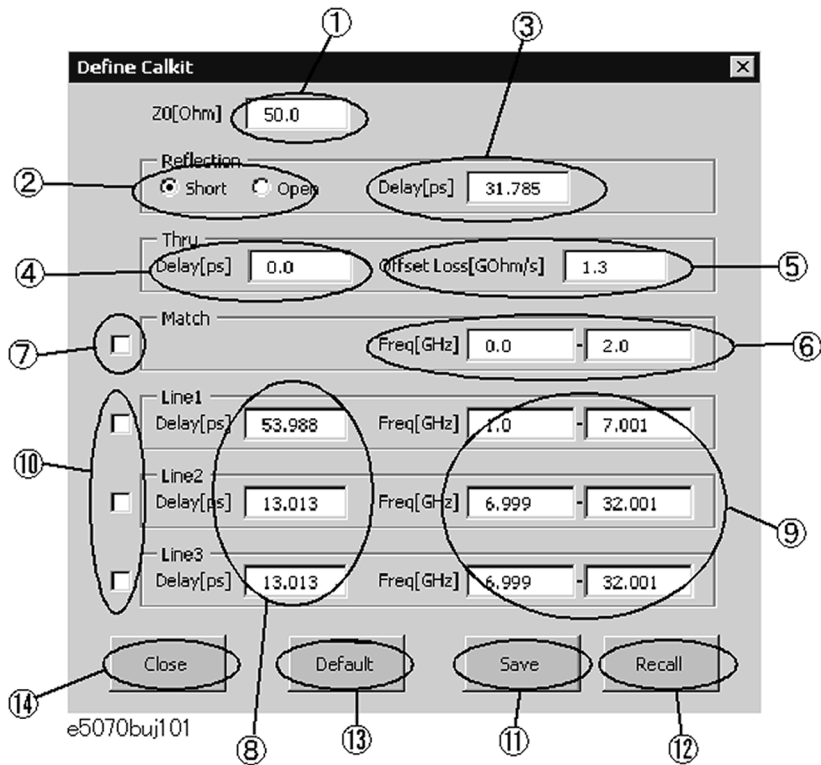 ① ③
Define Calkit
Z0[Ohm] 50.0
Reflection
② Short Open Delay[ps] 31.785
Thru
④ Delay[ps] 0.0 Offset Loss[GOhm/s] 1.3 ⑤
Match
⑦ Freq[GHz] 0.0 - 2.0 ⑥
Line1
Delay[ps] 53.988 Freq[GHz] 1.0 - 7.001
⑩
Line2
Delay[ps] 13.013 Freq[GHz] 6.999 - 32.001 ⑨
Line3
Delay[ps] 13.013 Freq[GHz] 6.999 - 32.001
Close Default Save Recall
⑭ ⑧ ⑬ ⑪ ⑫
e5070buj101